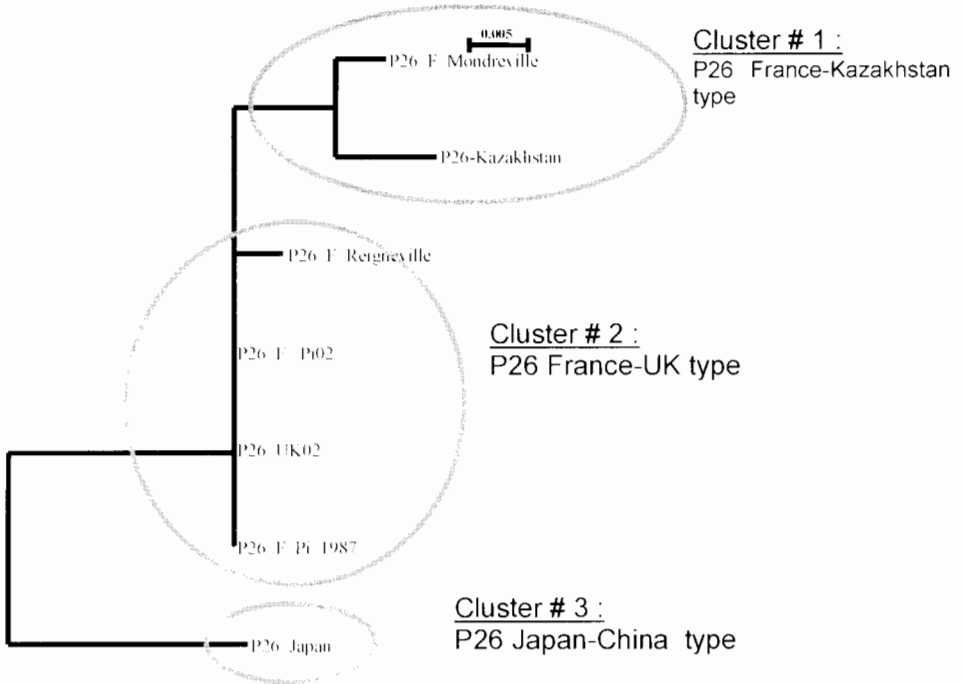 0.005
Cluster # 1 :
P26 France-Kazakhstan
type
P26 F Mondreville
P26-Kazakhstan
P26 F Reigneville
Cluster # 2 :
P26 France-UK type
P26 F Pi02
P26 UK02
P26 F Pi 1987
Cluster # 3 :
P26 Japan-China type
P26 Japan